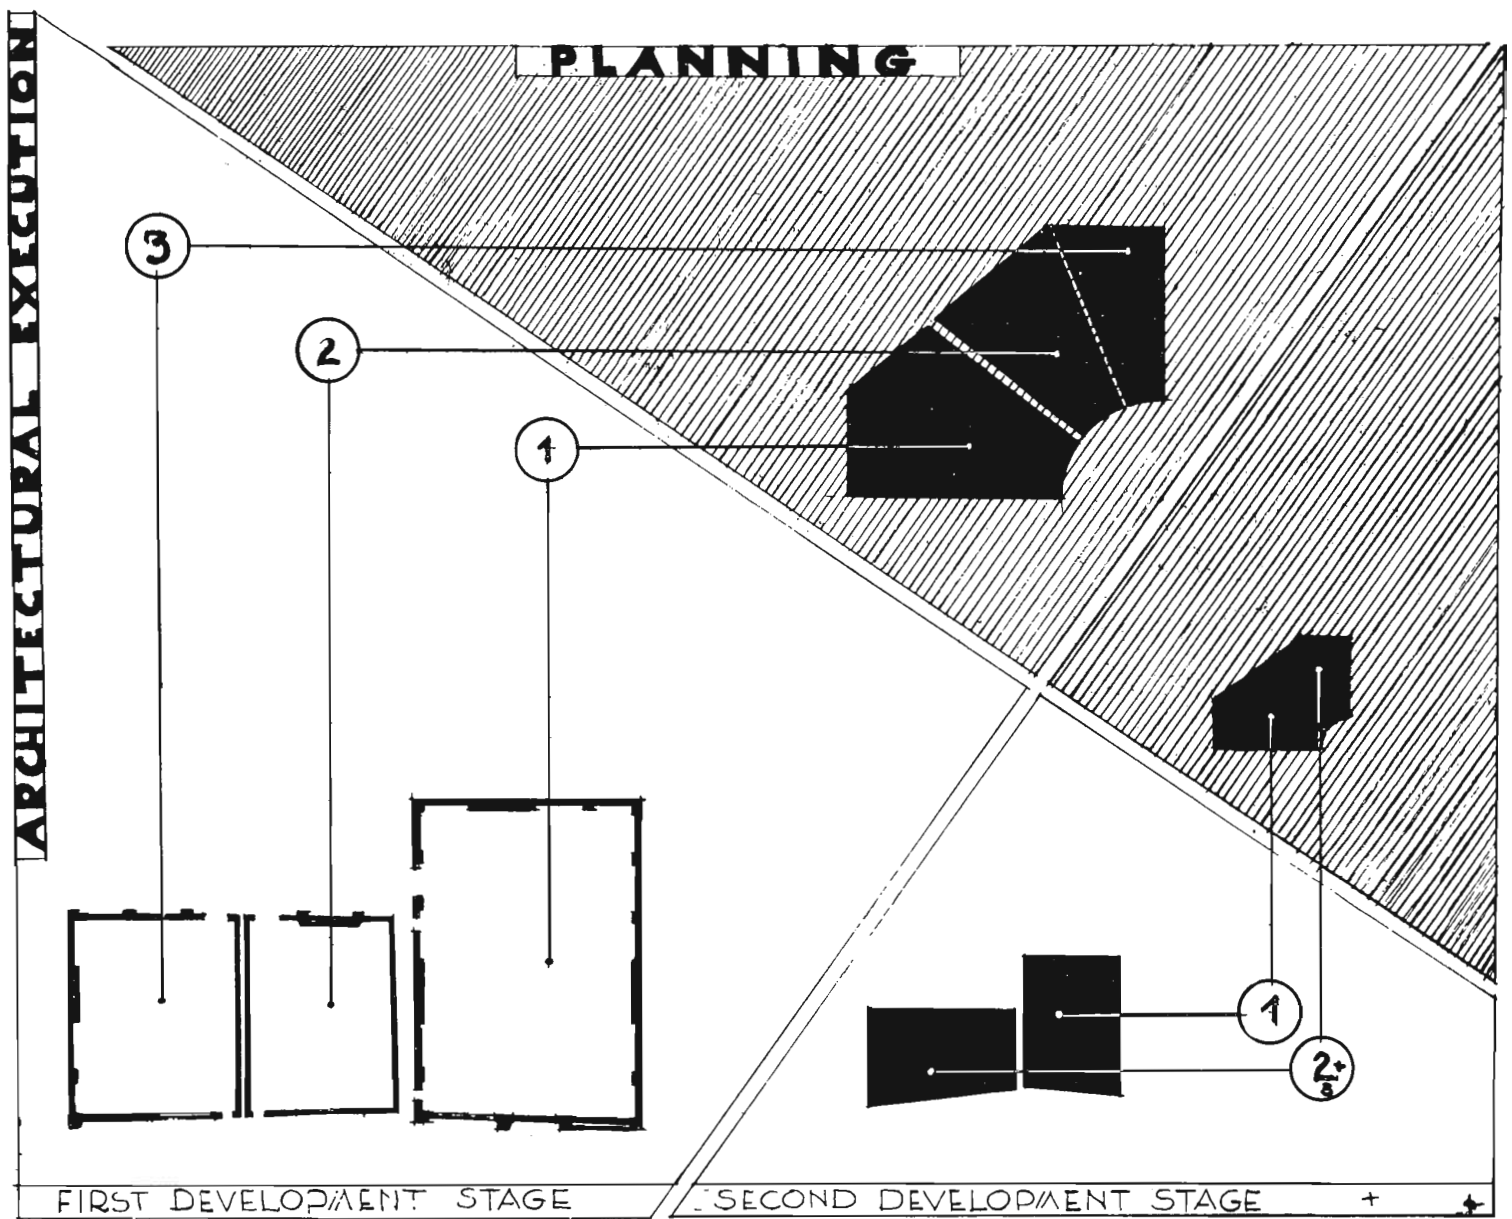 PLANNING
ARCHITECTURAL EXECUTION
3
2
1
1
2+
3
FIRST DEVELOPMENT STAGE
SECOND DEVELOPMENT STAGE +